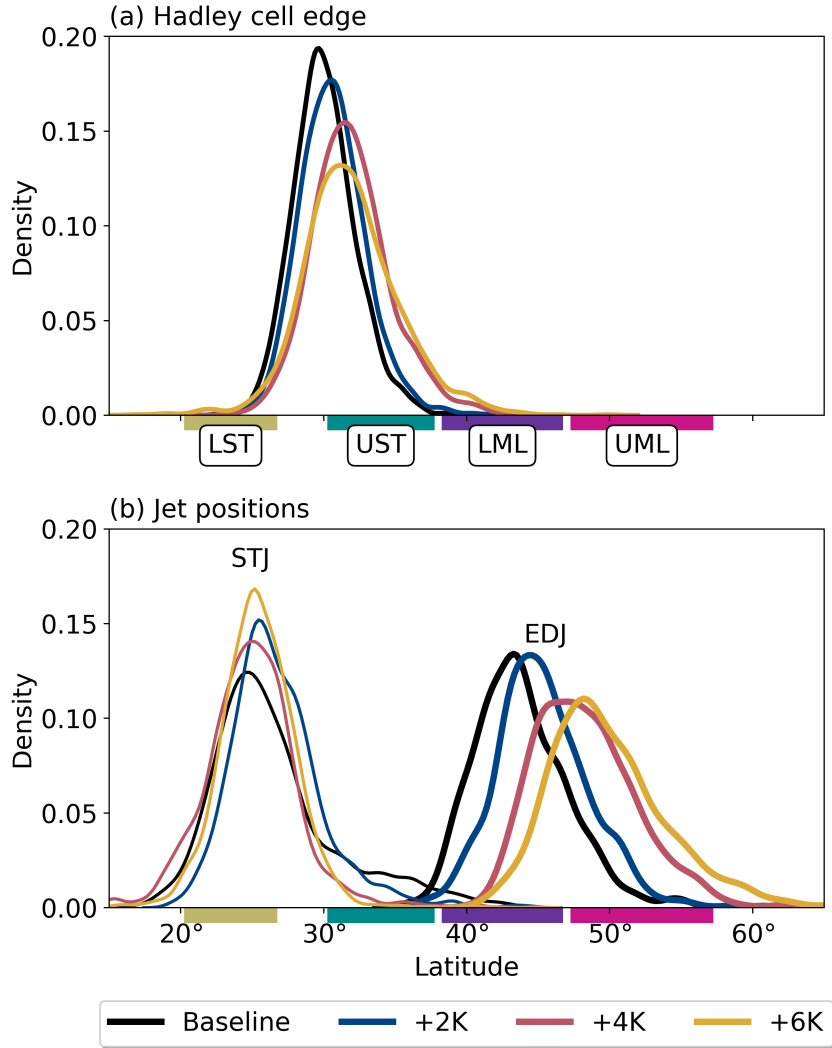 (a) Hadley cell edge
0.20
0.15
0.10
0.05
0.00
Density
LST UST LML UML
(b) Jet positions
0.20
0.15
0.10
0.05
0.00
Density
STJ
EDJ
20° 30° 40° 50° 60°
Latitude
Baseline +2K +4K +6K